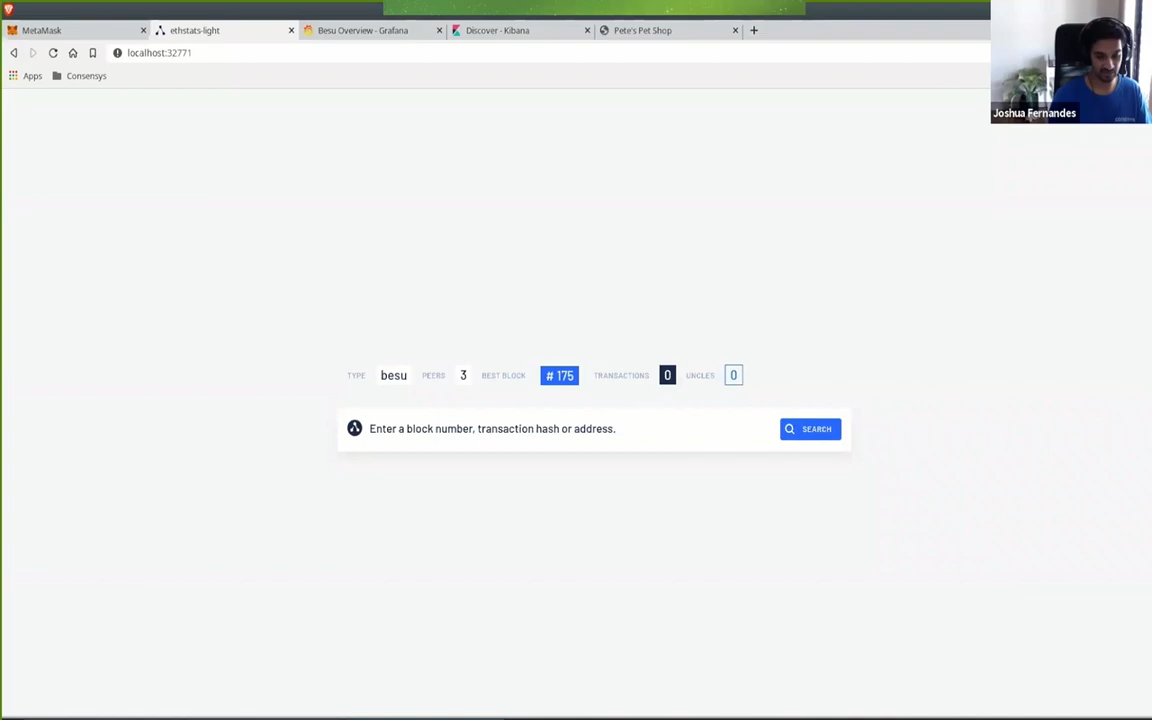 MetaMask
ethstats-light
Besu Overview - Grafana
Discover - Kibana
Pete's Pet Shop
localhost:32771
Apps
Consensys
Joshua Fernandes
TYPE besu PEERS 3 BEST BLOCK # 175 TRANSACTIONS 0 UNCLES 0
Enter a block number, transaction hash or address.
SEARCH